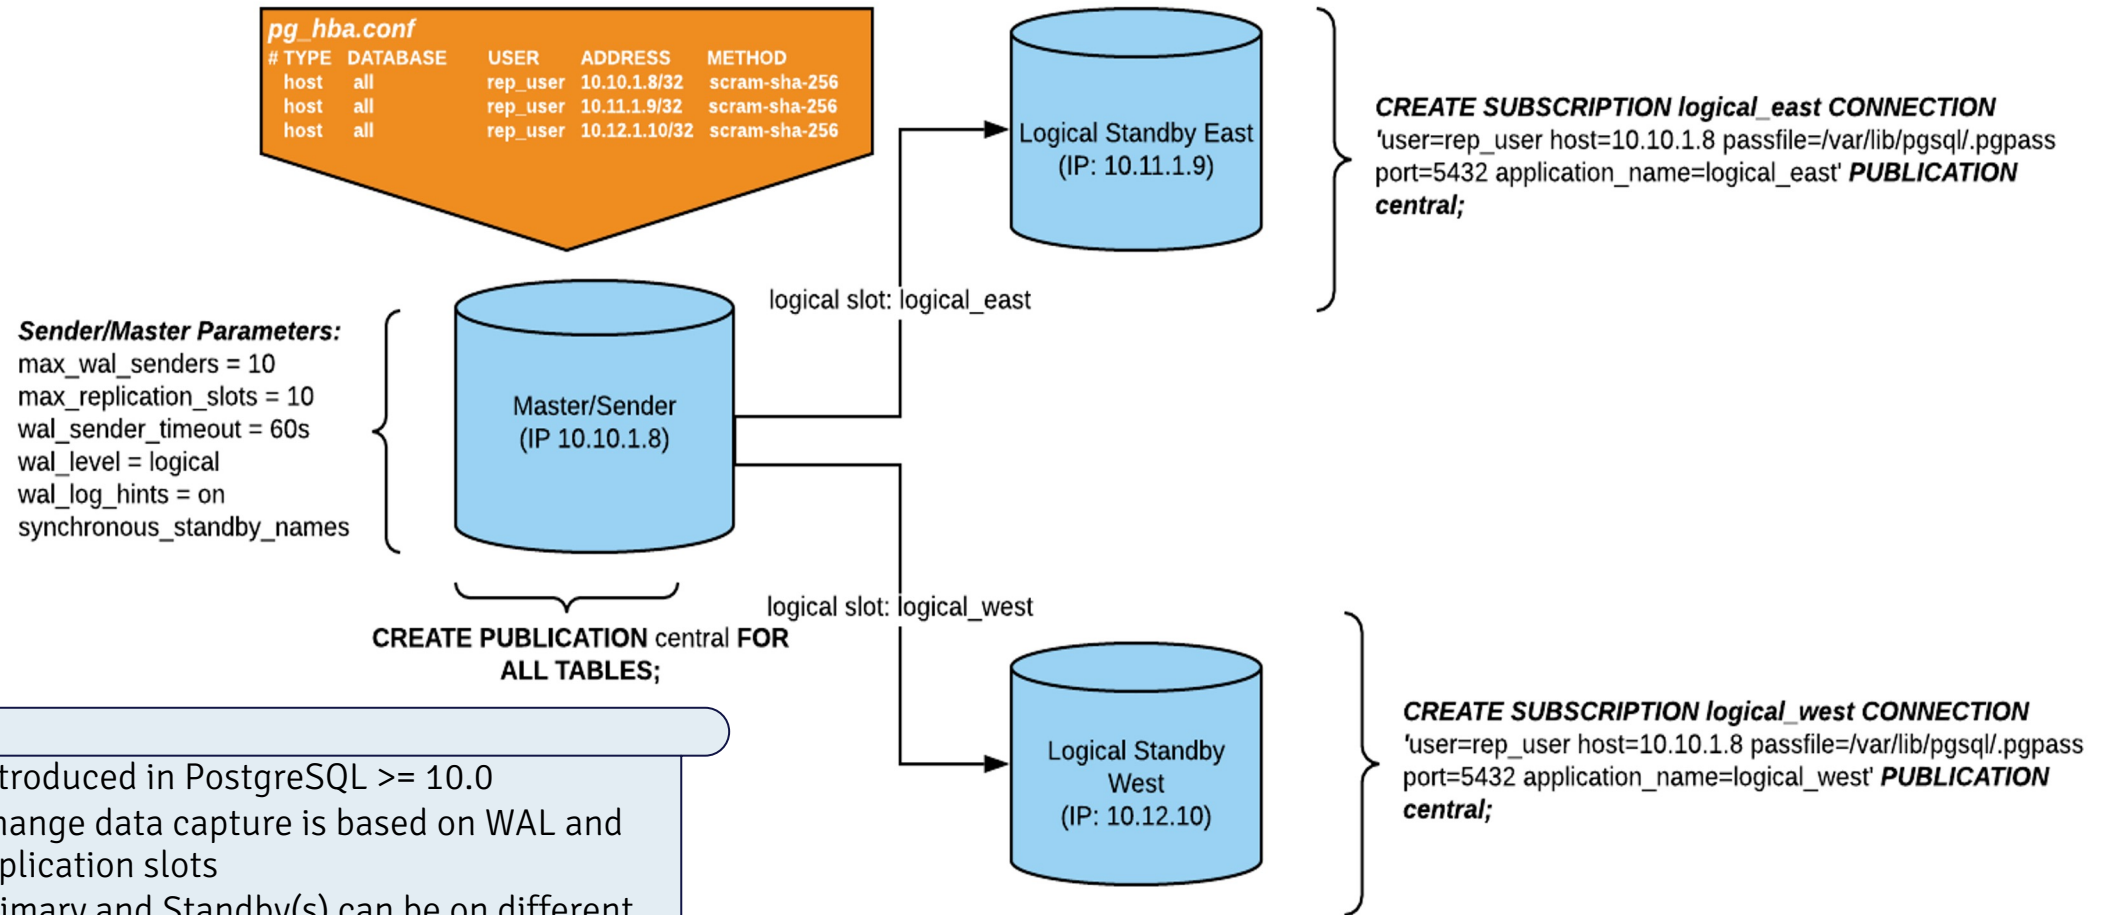 pg_hba.conf
# TYPE DATABASE USER ADDRESS METHOD
host all rep_user 10.10.1.8/32 scram-sha-256
host all rep_user 10.11.1.9/32 scram-sha-256
host all rep_user 10.12.1.10/32 scram-sha-256
Logical Standby East
(IP: 10.11.1.9)
CREATE SUBSCRIPTION logical_east CONNECTION
'user=rep_user host=10.10.1.8 passfile=/var/lib/pgsql/.pgpass
port=5432 application_name=logical_east' PUBLICATION
central;
logical slot: logical_east
Sender/Master Parameters:
max_wal_senders = 10
max_replication_slots = 10
wal_sender_timeout = 60s
wal_level = logical
wal_log_hints = on
synchronous_standby_names
Master/Sender
(IP 10.10.1.8)
CREATE PUBLICATION central FOR
ALL TABLES;
logical slot: logical_west
Logical Standby
West
(IP: 10.12.10)
CREATE SUBSCRIPTION logical_west CONNECTION
'user=rep_user host=10.10.1.8 passfile=/var/lib/pgsql/.pgpass
port=5432 application_name=logical_west' PUBLICATION
central;
troduced in PostgreSQL >= 10.0
hange data capture is based on WAL and
plication slots
rimary and Standby(s) can be on different